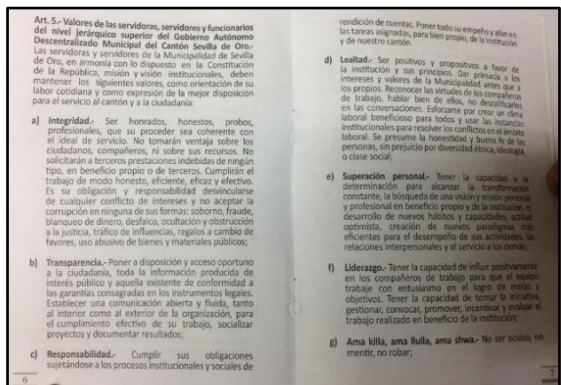 Art. 5.- Valores de las servidoras, servidores y funcionarios
del nivel jerárquico superior del Gobierno Autónomo
Descentralizado Municipal del Cantón Sevilla de Oro.-
Las servidoras y servidores de la Municipalidad de Sevilla
de Oro, en armonía con lo dispuesto en la Constitución
de la República, misión y visión institucionales, deben
mantener los siguientes valores, como orientación de su
labor cotidiana y como expresión de la mejor disposición
para el servicio al cantón y a la ciudadanía:
a) Integridad.- Ser honrados, honestos, probos,
profesionales, que su proceder sea coherente con
el ideal de servicio. No tomarán ventaja sobre los
ciudadanos, compañeros, ni sobre sus recursos. No
solicitarán a terceros prestaciones indebidas de ningún
tipo, en beneficio propio o de terceros. Cumplirán el
trabajo de modo honesto, eficiente, eficaz y efectivo.
Es su obligación y responsabilidad desvincularse
de cualquier conflicto de intereses y no aceptar la
corrupción en ninguna de sus formas: soborno, fraude,
blanqueo de dinero, desfalco, ocultación y obstrucción
a la justicia, tráfico de influencias, regalos a cambio de
favores, uso abusivo de bienes y materiales públicos;
b) Transparencia.- Poner a disposición y acceso oportuno
a la ciudadanía, toda la información producida de
interés público y aquella existente de conformidad a
las garantías consagradas en los instrumentos legales.
Establecer una comunicación abierta y fluida, tanto
al interior como al exterior de la organización, para
el cumplimiento efectivo de su trabajo, socializar
proyectos y documentar resultados;
c) Responsabilidad.- Cumplir sus obligaciones
sujetándose a los procesos institucionales y sociales de
6
rendición de cuentas. Poner todo su empeño y afán en
las tareas asignadas, para bien propio, de la institución
y de nuestro cantón.
d) Lealtad.- Ser positivos y propositivos a favor de
la institución y sus principios. Dar primacía a los
intereses y valores de la Municipalidad antes que a
los propios. Reconocer las virtudes de los compañeros
de trabajo, hablar bien de ellos, no descalificarlos
en las conversaciones. Esforzarse por crear un clima
laboral beneficioso para todos y usar las instancias
institucionales para resolver los conflictos en el ámbito
laboral. Se presume la honestidad y buena fe de las
personas, sin prejuicio por diversidad étnica, ideología,
o clase social;
e) Superación personal.- Tener la capacidad y la
determinación para alcanzar la transformación
constante, la búsqueda de una visión y misión personal
y profesional en beneficio propio y de la institución, el
desarrollo de nuevos hábitos y capacidades, actitud
optimista, creación de nuevos paradigmas más
eficientes para el desempeño de sus actividades, las
relaciones interpersonales y el servicio a los demás;
f) Liderazgo.- Tener la capacidad de influir positivamente
en los compañeros de trabajo para que el equipo
trabaje con entusiasmo en el logro de metas y
objetivos. Tener la capacidad de tomar la iniciativa,
gestionar, convocar, promover, incentivar y evaluar el
trabajo realizado en beneficio de la institución;
g) Ama killa, ama llulla, ama shwa.- No ser ocioso, no
mentir, no robar;
7